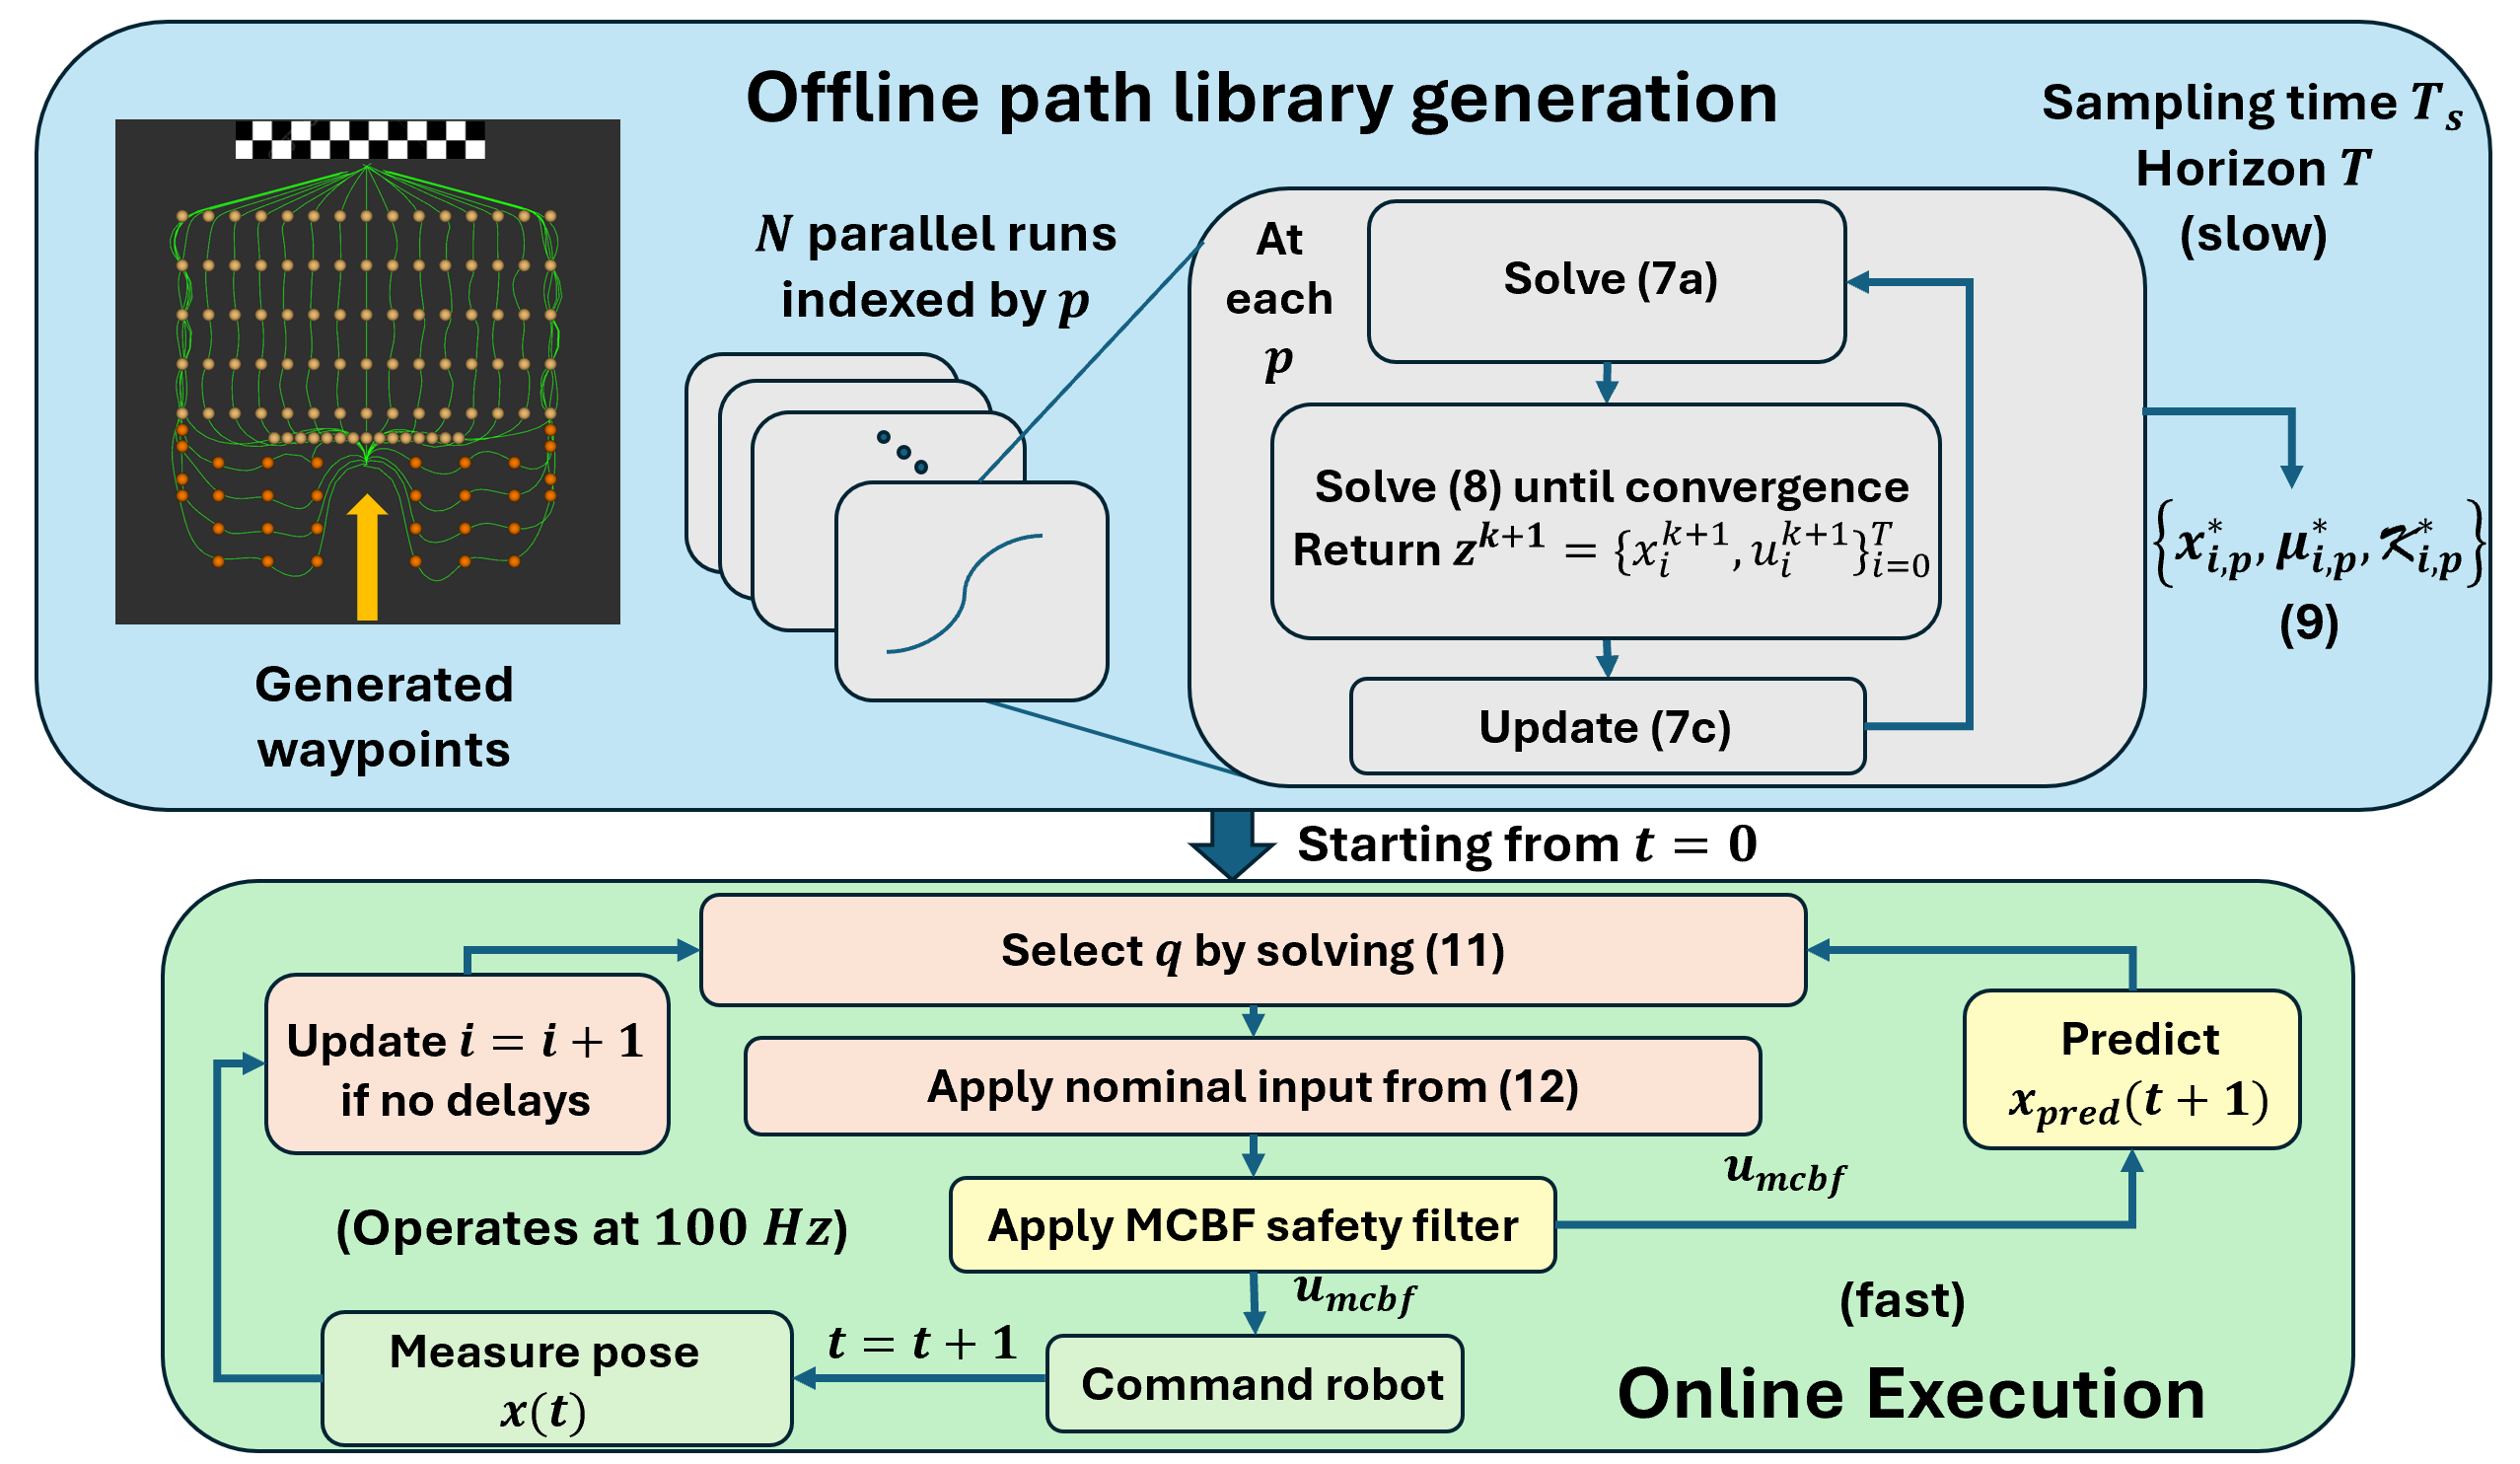 Offline path library generation
Sampling time T_s
Horizon T
(slow)
Generated
waypoints
N parallel runs
indexed by p
At
each
p
Solve (7a)
Solve (8) until convergence
Return z^{k+1} = {x_i^{k+1}, u_i^{k+1}}_{i=0}^T
Update (7c)
{x^*_{i,p}, μ^*_{i,p}, 𝒦^*_{i,p}}
(9)
Starting from t = 0
Select q by solving (11)
Update i = i + 1
if no delays
Apply nominal input from (12)
Predict
x_{pred}(t + 1)
u_{mcbf}
Apply MCBF safety filter
(Operates at 100 Hz)
u_{mcbf}
(fast)
Measure pose
x(t)
t = t + 1
Command robot
Online Execution